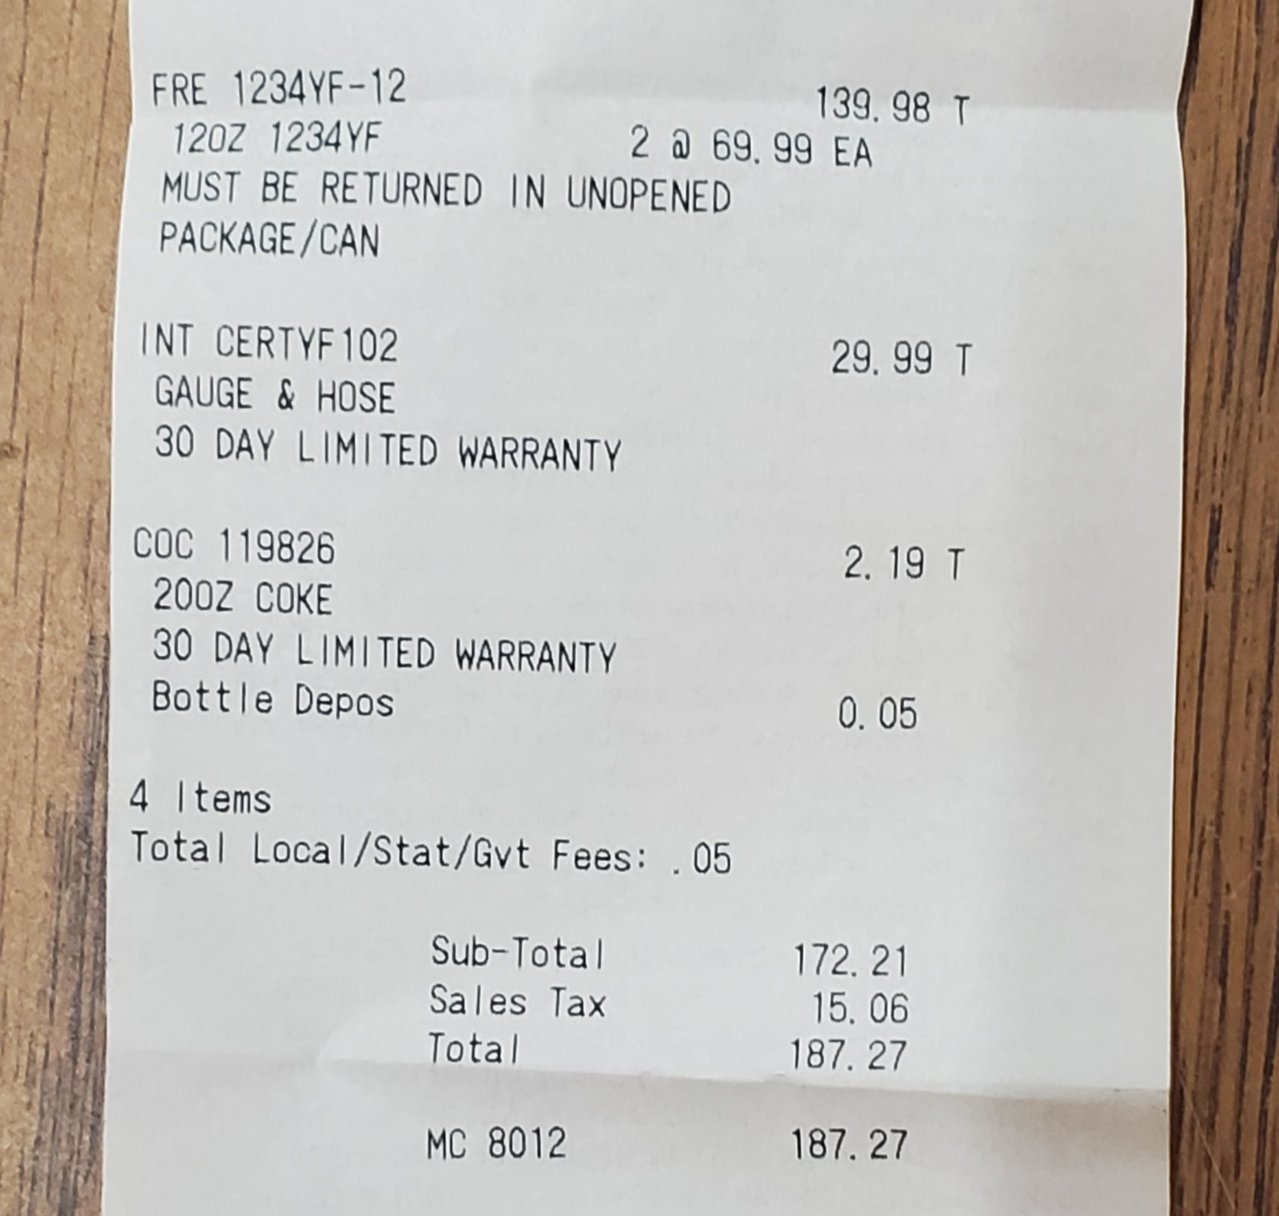 FRE 1234YF-12 139.98 T
12OZ 1234YF 2 @ 69.99 EA
MUST BE RETURNED IN UNOPENED
PACKAGE/CAN
INT CERTYF102 29.99 T
GAUGE & HOSE
30 DAY LIMITED WARRANTY
COC 119826 2.19 T
20OZ COKE
30 DAY LIMITED WARRANTY
Bottle Depos 0.05
4 Items
Total Local/Stat/Gvt Fees: .05
Sub-Total 172.21
Sales Tax 15.06
Total 187.27
MC 8012 187.27